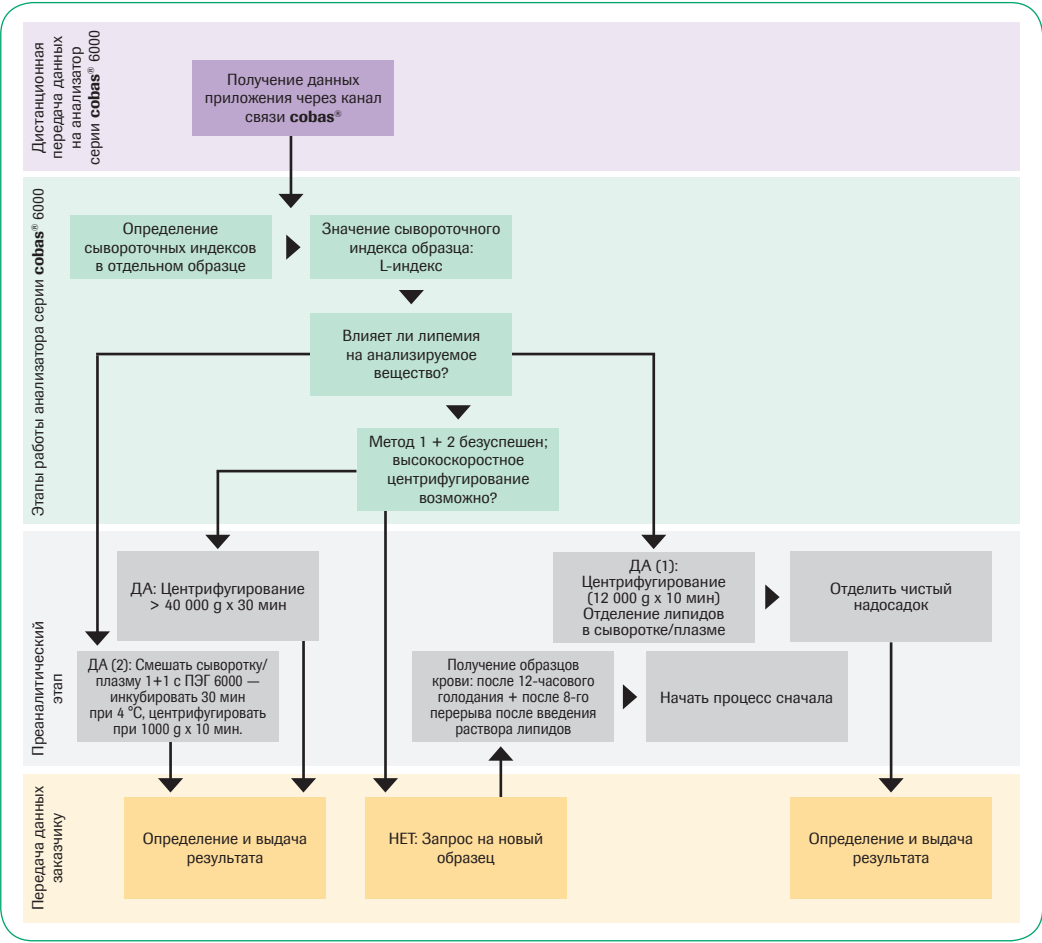 Дистанционная
передача данных
на анализатор
серии cobas® 6000
Получение данных
приложения через канал
связи cobas®
Этапы работы анализатора серии cobas® 6000
Определение
сывороточных индексов
в отдельном образце
Значение сывороточного
индекса образца:
L-индекс
Влияет ли липемия
на анализируемое
вещество?
Метод 1 + 2 безуспешен;
высокоскоростное
центрифугирование
возможно?
Преаналитический
этап
ДА: Центрифугирование
> 40 000 g x 30 мин
ДА (1):
Центрифугирование
(12 000 g x 10 мин)
Отделение липидов
в сыворотке/плазме
Отделить чистый
надосадок
ДА (2): Смешать сыворотку/
плазму 1+1 с ПЭГ 6000 —
инкубировать 30 мин
при 4 °C, центрифугировать
при 1000 g x 10 мин.
Получение образцов
крови: после 12-часового
голодания + после 8-го
перерыва после введения
раствора липидов
Начать процесс сначала
Передача данных
заказчику
Определение и выдача
результата
НЕТ: Запрос на новый
образец
Определение и выдача
результата